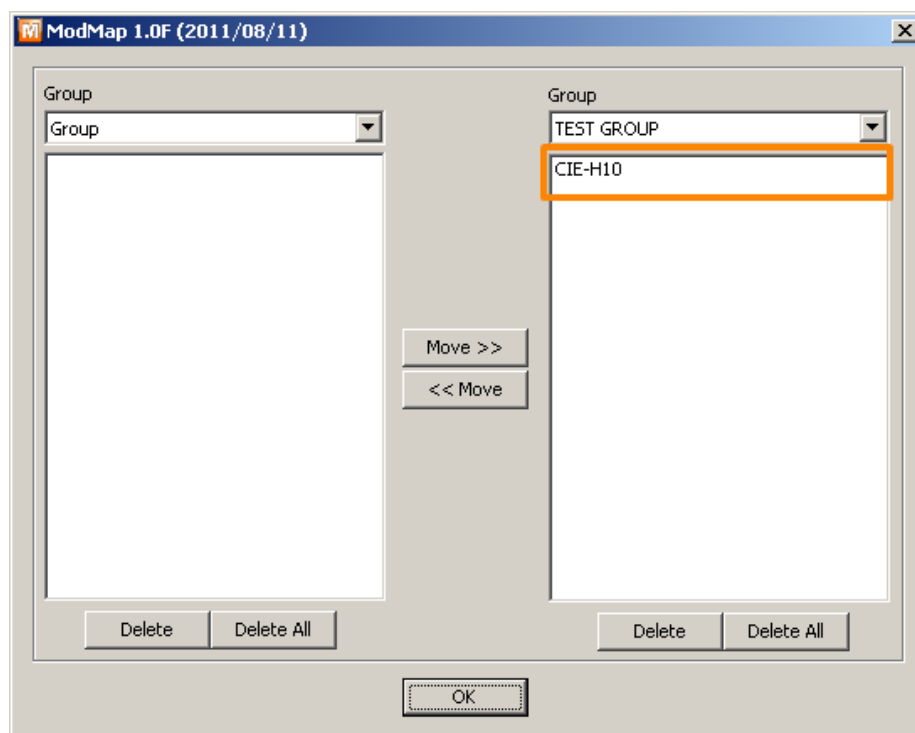 ModMap 1.0F (2011/08/11)
Group
Group
Group
TEST GROUP
CIE-H10
Move >>
<< Move
Delete
Delete All
Delete
Delete All
OK